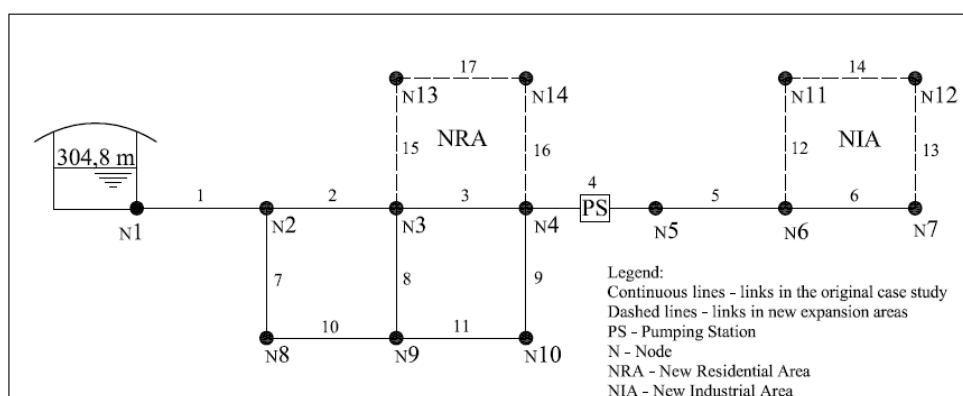 17
14
N13
N14
N11
N12
304,8 m
15
NRA
16
12
NIA
13
1
2
3
4
PS
5
6
N1
N2
N3
N4
N5
N6
N7
7
8
9
10
11
N8
N9
N10
Legend:
Continuous lines - links in the original case study
Dashed lines - links in new expansion areas
PS - Pumping Station
N - Node
NRA - New Residential Area
NIA - New Industrial Area